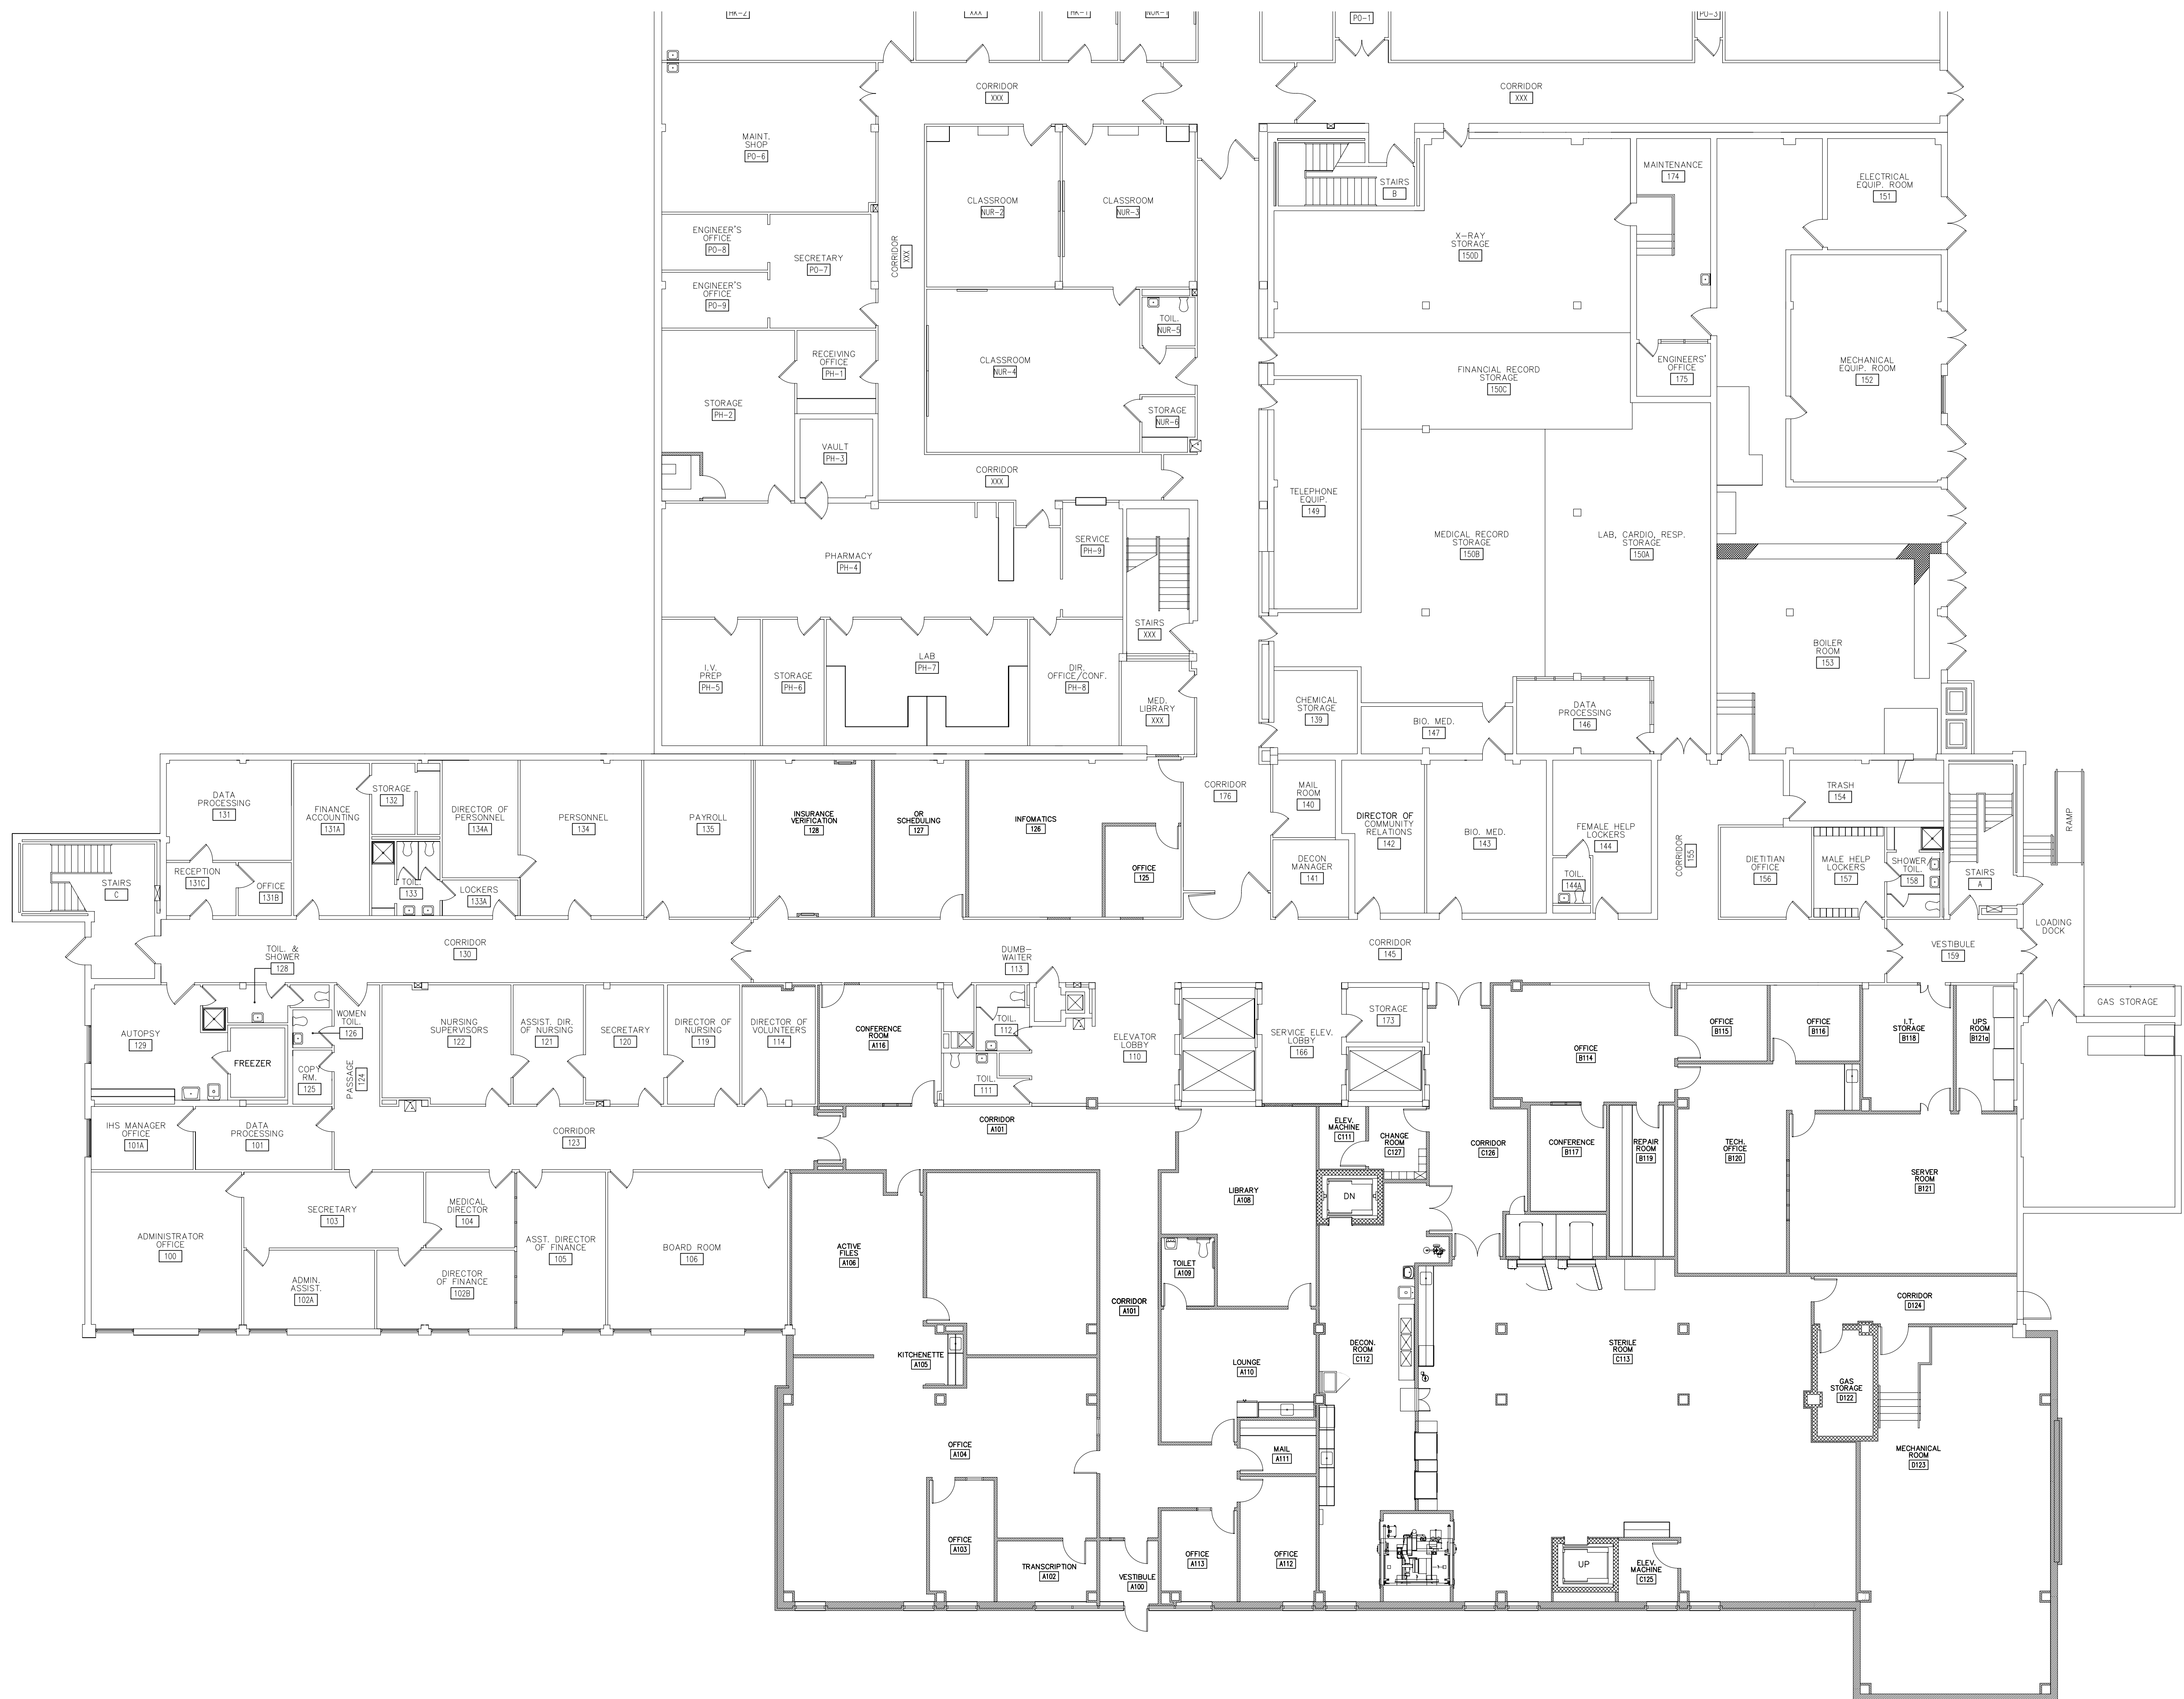 HK-2
XXX
HK-7
NUR-1
PO-1
PO-3
CORRIDOR
XXX
CORRIDOR
XXX
MAINT.
SHOP
PO-6
CLASSROOM
NUR-2
CLASSROOM
NUR-3
STAIRS
B
MAINTENANCE
174
ELECTRICAL
EQUIP. ROOM
151
ENGINEER'S
OFFICE
PO-8
SECRETARY
PO-7
CORRIDOR
XXX
X-RAY
STORAGE
150D
ENGINEER'S
OFFICE
PO-9
TOIL.
NUR-5
RECEIVING
OFFICE
PH-1
CLASSROOM
NUR-4
FINANCIAL RECORD
STORAGE
150C
ENGINEERS'
OFFICE
175
MECHANICAL
EQUIP. ROOM
152
STORAGE
PH-2
STORAGE
NUR-6
VAULT
PH-3
CORRIDOR
XXX
TELEPHONE
EQUIP.
149
PHARMACY
PH-4
SERVICE
PH-9
MEDICAL RECORD
STORAGE
150B
LAB, CARDIO, RESP.
STORAGE
150A
STAIRS
XXX
BOILER
ROOM
153
I.V.
PREP
PH-5
STORAGE
PH-6
LAB
PH-7
DIR.
OFFICE/CONF.
PH-8
MED.
LIBRARY
XXX
CHEMICAL
STORAGE
139
BIO. MED.
147
DATA
PROCESSING
146
DATA
PROCESSING
131
FINANCE
ACCOUNTING
131A
STORAGE
132
DIRECTOR OF
PERSONNEL
134A
PERSONNEL
134
PAYROLL
135
INSURANCE
VERIFICATION
128
OR
SCHEDULING
127
INFOMATICS
126
CORRIDOR
176
MAIL
ROOM
140
DIRECTOR OF
COMMUNITY
RELATIONS
142
BIO. MED.
143
FEMALE HELP
LOCKERS
144
TRASH
154
RAMP
STAIRS
C
RECEPTION
131C
OFFICE
131B
TOIL.
133
LOCKERS
133A
OFFICE
125
DECON
MANAGER
141
TOIL.
144A
CORRIDOR
155
DIETITIAN
OFFICE
156
MALE HELP
LOCKERS
157
SHOWER/
TOIL.
158
STAIRS
A
LOADING
DOCK
TOIL. &
SHOWER
128
CORRIDOR
130
DUMB-
WAITER
113
CORRIDOR
145
VESTIBULE
159
AUTOPSY
129
FREEZER
WOMEN
TOIL.
126
COPY
RM.
125
PASSAGE
124
NURSING
SUPERVISORS
122
ASSIST. DIR.
OF NURSING
121
SECRETARY
120
DIRECTOR OF
NURSING
119
DIRECTOR OF
VOLUNTEERS
114
CONFERENCE
ROOM
A116
TOIL.
112
TOIL.
111
ELEVATOR
LOBBY
110
SERVICE ELEV.
LOBBY
166
STORAGE
173
OFFICE
B114
OFFICE
B115
OFFICE
B116
I.T.
STORAGE
B118
UPS
ROOM
B121a
GAS STORAGE
IHS MANAGER
OFFICE
101A
DATA
PROCESSING
101
CORRIDOR
123
CORRIDOR
A101
ELEV.
MACHINE
C111
CHANGE
ROOM
C127
CORRIDOR
C126
CONFERENCE
B117
REPAIR
ROOM
B119
TECH.
OFFICE
B120
SERVER
ROOM
B121
ADMINISTRATOR
OFFICE
100
SECRETARY
103
MEDICAL
DIRECTOR
104
ASST. DIRECTOR
OF FINANCE
105
BOARD ROOM
106
ACTIVE
FILES
A106
LIBRARY
A108
DN
ADMIN.
ASSIST.
102A
DIRECTOR
OF FINANCE
102B
TOILET
A109
CORRIDOR
A101
CORRIDOR
D124
KITCHENETTE
A105
LOUNGE
A110
DECON.
ROOM
C112
STERILE
ROOM
C113
GAS
STORAGE
D122
OFFICE
A104
MAIL
A111
MECHANICAL
ROOM
D123
OFFICE
A103
TRANSCRIPTION
A102
VESTIBULE
A100
OFFICE
A113
OFFICE
A112
UP
ELEV.
MACHINE
C125